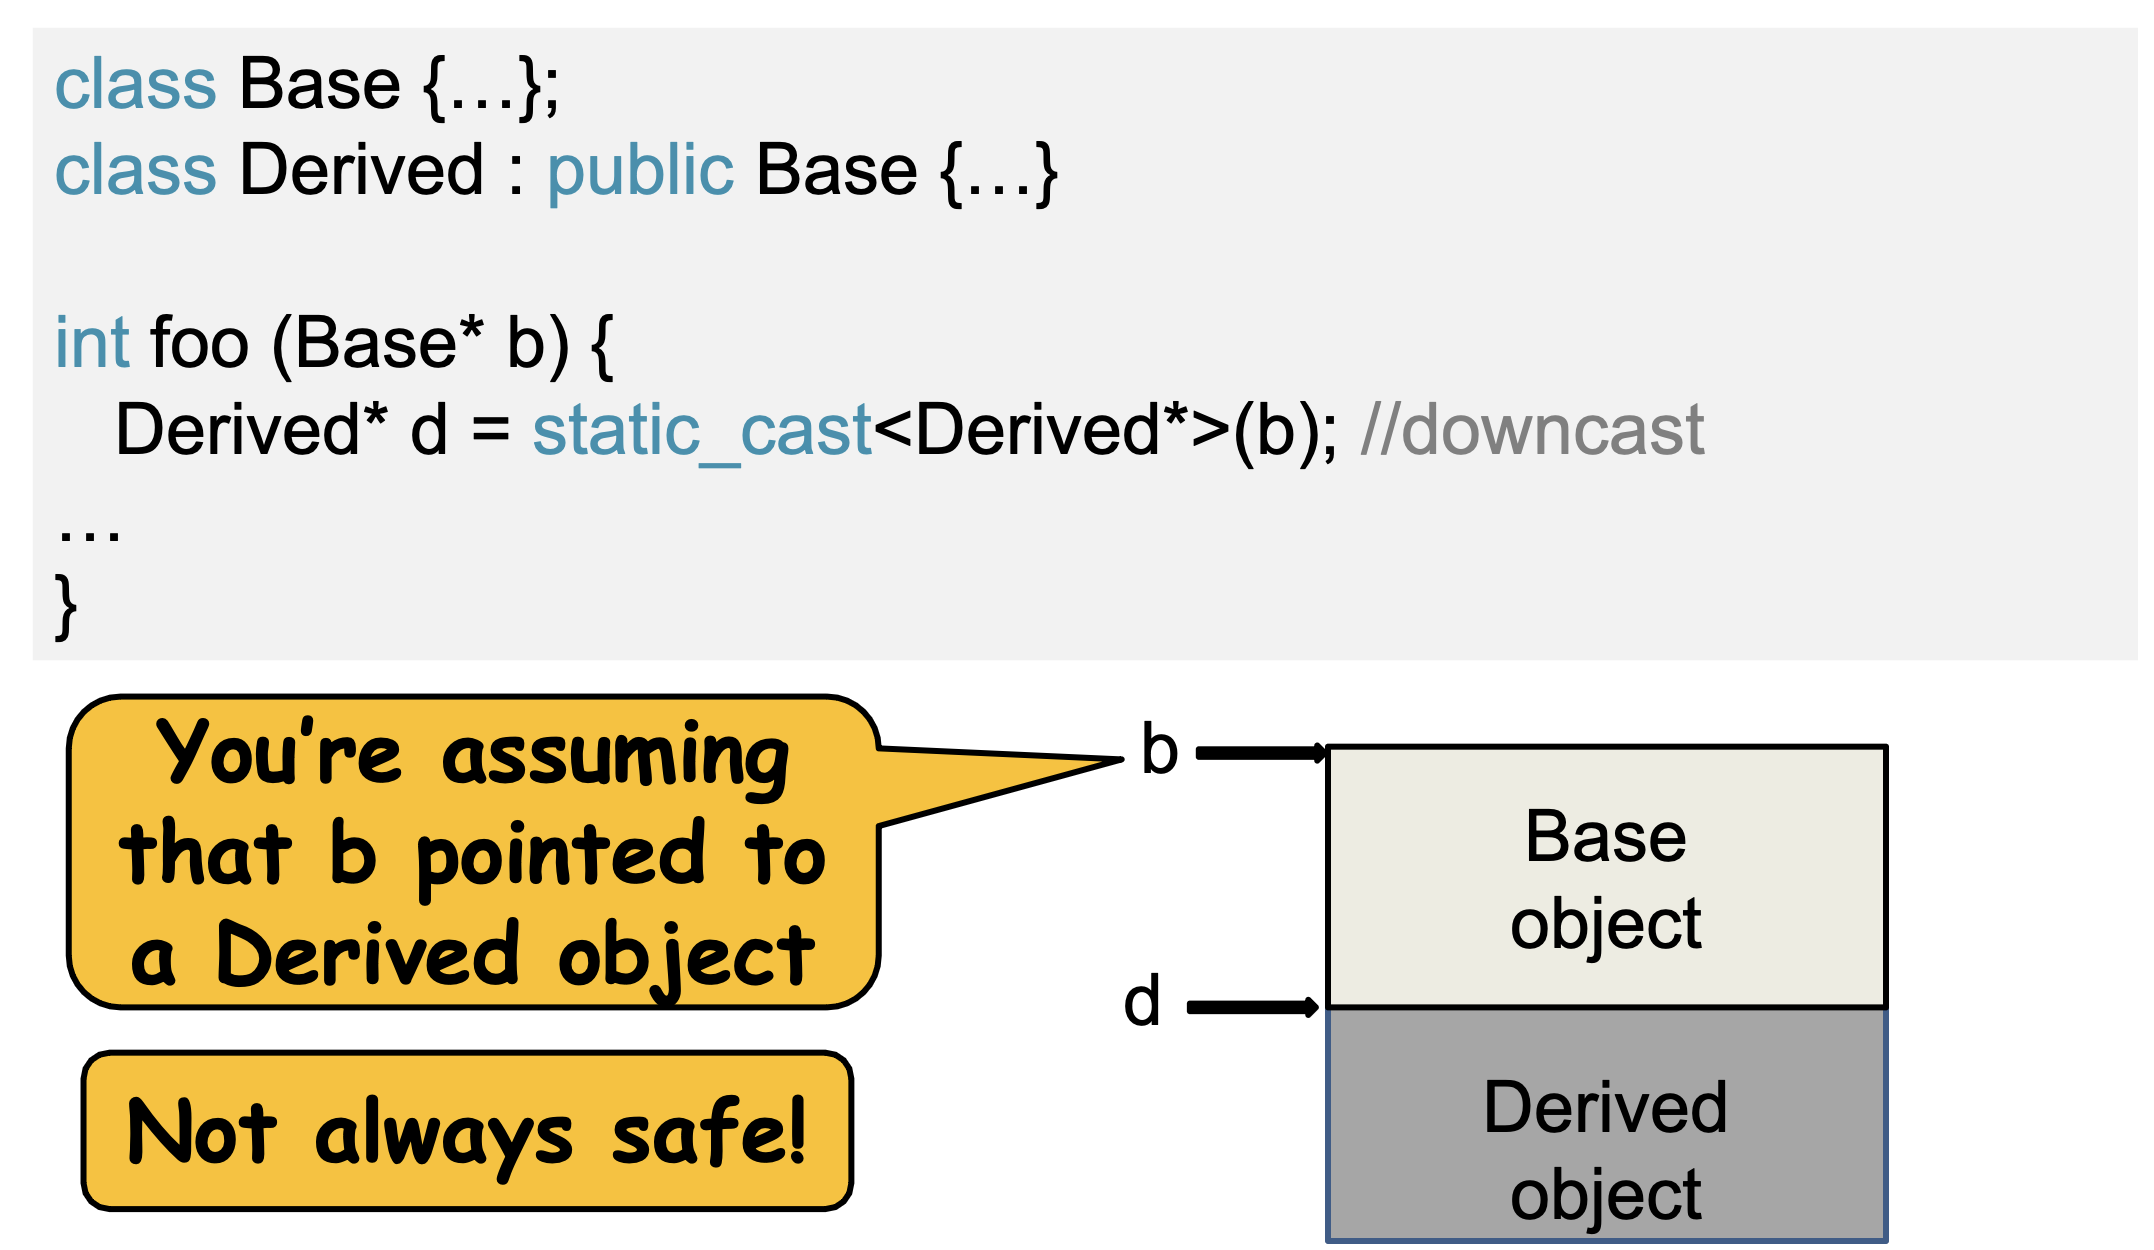 class Base {…};
class Derived : public Base {…}
int foo (Base* b) {
Derived* d = static_cast<Derived*>(b); //downcast
…
}
You're assuming
that b pointed to
a Derived object
Not always safe!
b
Base
object
d
Derived
object